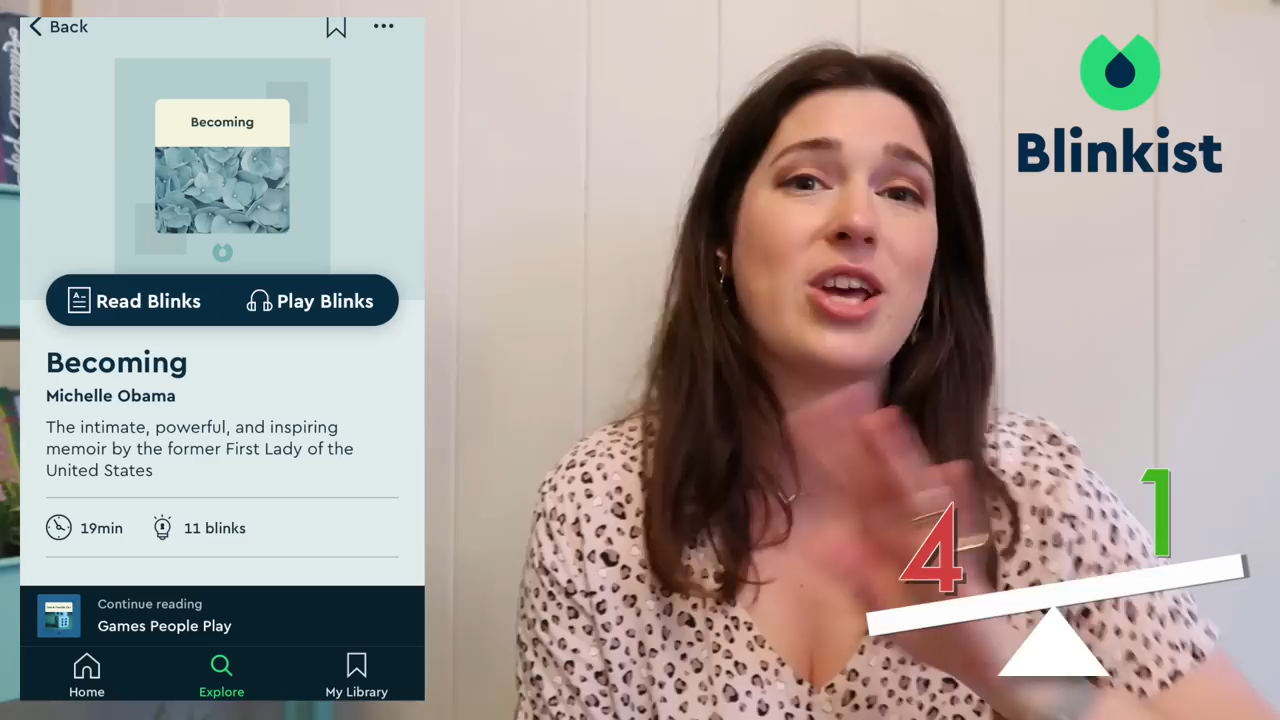 Back
Becoming
Read Blinks
Play Blinks
Becoming
Michelle Obama
The intimate, powerful, and inspiring
memoir by the former First Lady of the
United States
19min
11 blinks
Continue reading
Games People Play
Home
Explore
My Library
Blinkist
4
1